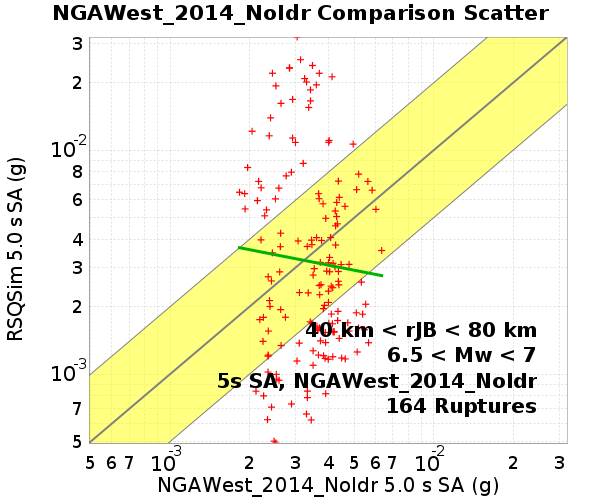 NGAWest_2014_NoIdr Comparison Scatter
3
2
10-2
8
6
5
4
3
2
10-3
7
5
RSQSim 5.0 s SA (g)
40 km < rJB < 80 km
6.5 < Mw < 7
5s SA, NGAWest_2014_NoIdr
164 Ruptures
5 6 7 10-3 2 3 4 5 6 7 10-2 2 3
NGAWest_2014_NoIdr 5.0 s SA (g)